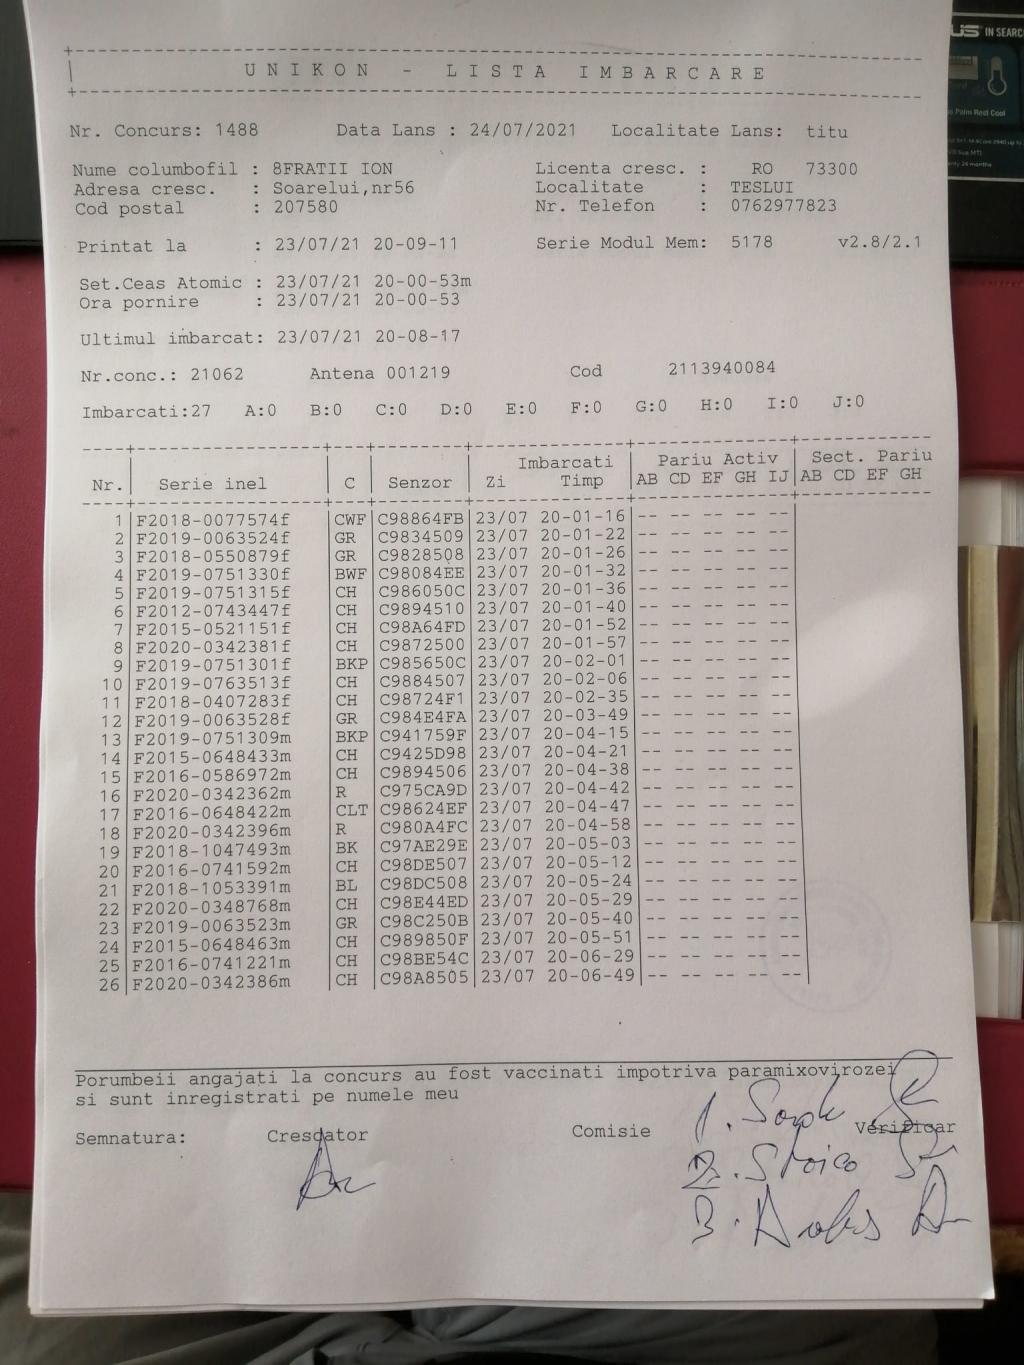 UNIKON - LISTA IMBARCARE
Nr. Concurs: 1488 Data Lans : 24/07/2021 Localitate Lans: titu
Nume columbofil : 8FRATII ION Licenta cresc. : RO 73300
Adresa cresc. : Soarelui,nr56 Localitate : TESLUI
Cod postal : 207580 Nr. Telefon : 0762977823
Printat la : 23/07/21 20-09-11 Serie Modul Mem: 5178 v2.8/2.1
Set.Ceas Atomic : 23/07/21 20-00-53m
Ora pornire : 23/07/21 20-00-53
Ultimul imbarcat: 23/07/21 20-08-17
Nr.conc.: 21062 Antena 001219 Cod 2113940084
Imbarcati:27 A:0 B:0 C:0 D:0 E:0 F:0 G:0 H:0 I:0 J:0
Imbarcati Pariu Activ Sect. Pariu
Nr. Serie inel C Senzor Zi Timp AB CD EF GH IJ AB CD EF GH
1 F2018-0077574f CWF C98864FB 23/07 20-01-16 -- -- -- -- --
2 F2019-0063524f GR C9834509 23/07 20-01-22 -- -- -- -- --
3 F2018-0550879f GR C9828508 23/07 20-01-26 -- -- -- -- --
4 F2019-0751330f BWF C98084EE 23/07 20-01-32 -- -- -- -- --
5 F2019-0751315f CH C986050C 23/07 20-01-36 -- -- -- -- --
6 F2012-0743447f CH C9894510 23/07 20-01-40 -- -- -- -- --
7 F2015-0521151f CH C98A64FD 23/07 20-01-52 -- -- -- -- --
8 F2020-0342381f CH C9872500 23/07 20-01-57 -- -- -- -- --
9 F2019-0751301f BKP C985650C 23/07 20-02-01 -- -- -- -- --
10 F2019-0763513f CH C9884507 23/07 20-02-06 -- -- -- -- --
11 F2018-0407283f CH C98724F1 23/07 20-02-35 -- -- -- -- --
12 F2019-0063528f GR C984E4FA 23/07 20-03-49 -- -- -- -- --
13 F2019-0751309m BKP C941759F 23/07 20-04-15 -- -- -- -- --
14 F2015-0648433m CH C9425D98 23/07 20-04-21 -- -- -- -- --
15 F2016-0586972m CH C9894506 23/07 20-04-38 -- -- -- -- --
16 F2020-0342362m R C975CA9D 23/07 20-04-42 -- -- -- -- --
17 F2016-0648422m CLT C98624EF 23/07 20-04-47 -- -- -- -- --
18 F2020-0342396m R C980A4FC 23/07 20-04-58 -- -- -- -- --
19 F2018-1047493m BK C97AE29E 23/07 20-05-03 -- -- -- -- --
20 F2016-0741592m CH C98DE507 23/07 20-05-12 -- -- -- -- --
21 F2018-1053391m BL C98DC508 23/07 20-05-24 -- -- -- -- --
22 F2020-0348768m CH C98E44ED 23/07 20-05-29 -- -- -- -- --
23 F2019-0063523m GR C98C250B 23/07 20-05-40 -- -- -- -- --
24 F2015-0648463m CH C989850F 23/07 20-05-51 -- -- -- -- --
25 F2016-0741221m CH C98BE54C 23/07 20-06-29 -- -- -- -- --
26 F2020-0342386m CH C98A8505 23/07 20-06-49 -- -- -- -- --
Porumbeii angajati la concurs au fost vaccinati impotriva paramixovirozei
si sunt inregistrati pe numele meu
Semnatura: Crescator Comisie Verificar
1.
2. Stoica
3.
IN SEARC
Palm Rest Cool